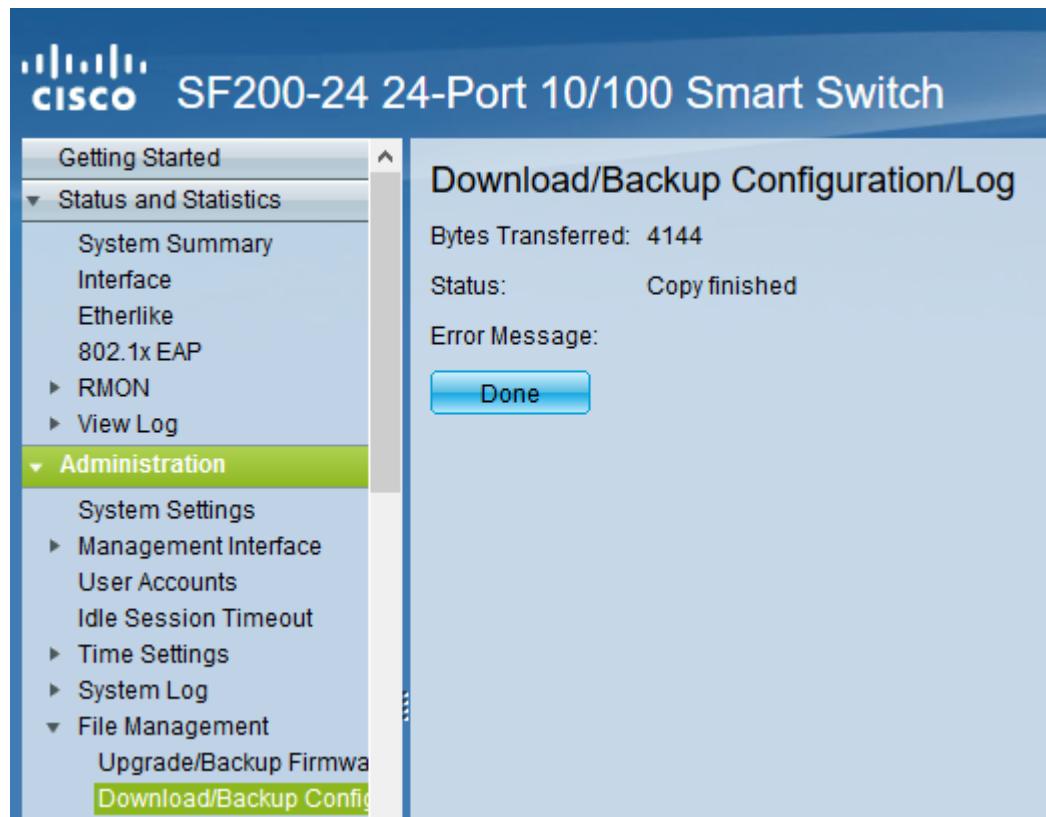 CISCO
SF200-24 24-Port 10/100 Smart Switch
Getting Started
Status and Statistics
System Summary
Interface
Etherlike
802.1x EAP
RMON
View Log
Administration
System Settings
Management Interface
User Accounts
Idle Session Timeout
Time Settings
System Log
File Management
Upgrade/Backup Firmwa
Download/Backup Config
Download/Backup Configuration/Log
Bytes Transferred: 4144
Status: Copy finished
Error Message:
Done